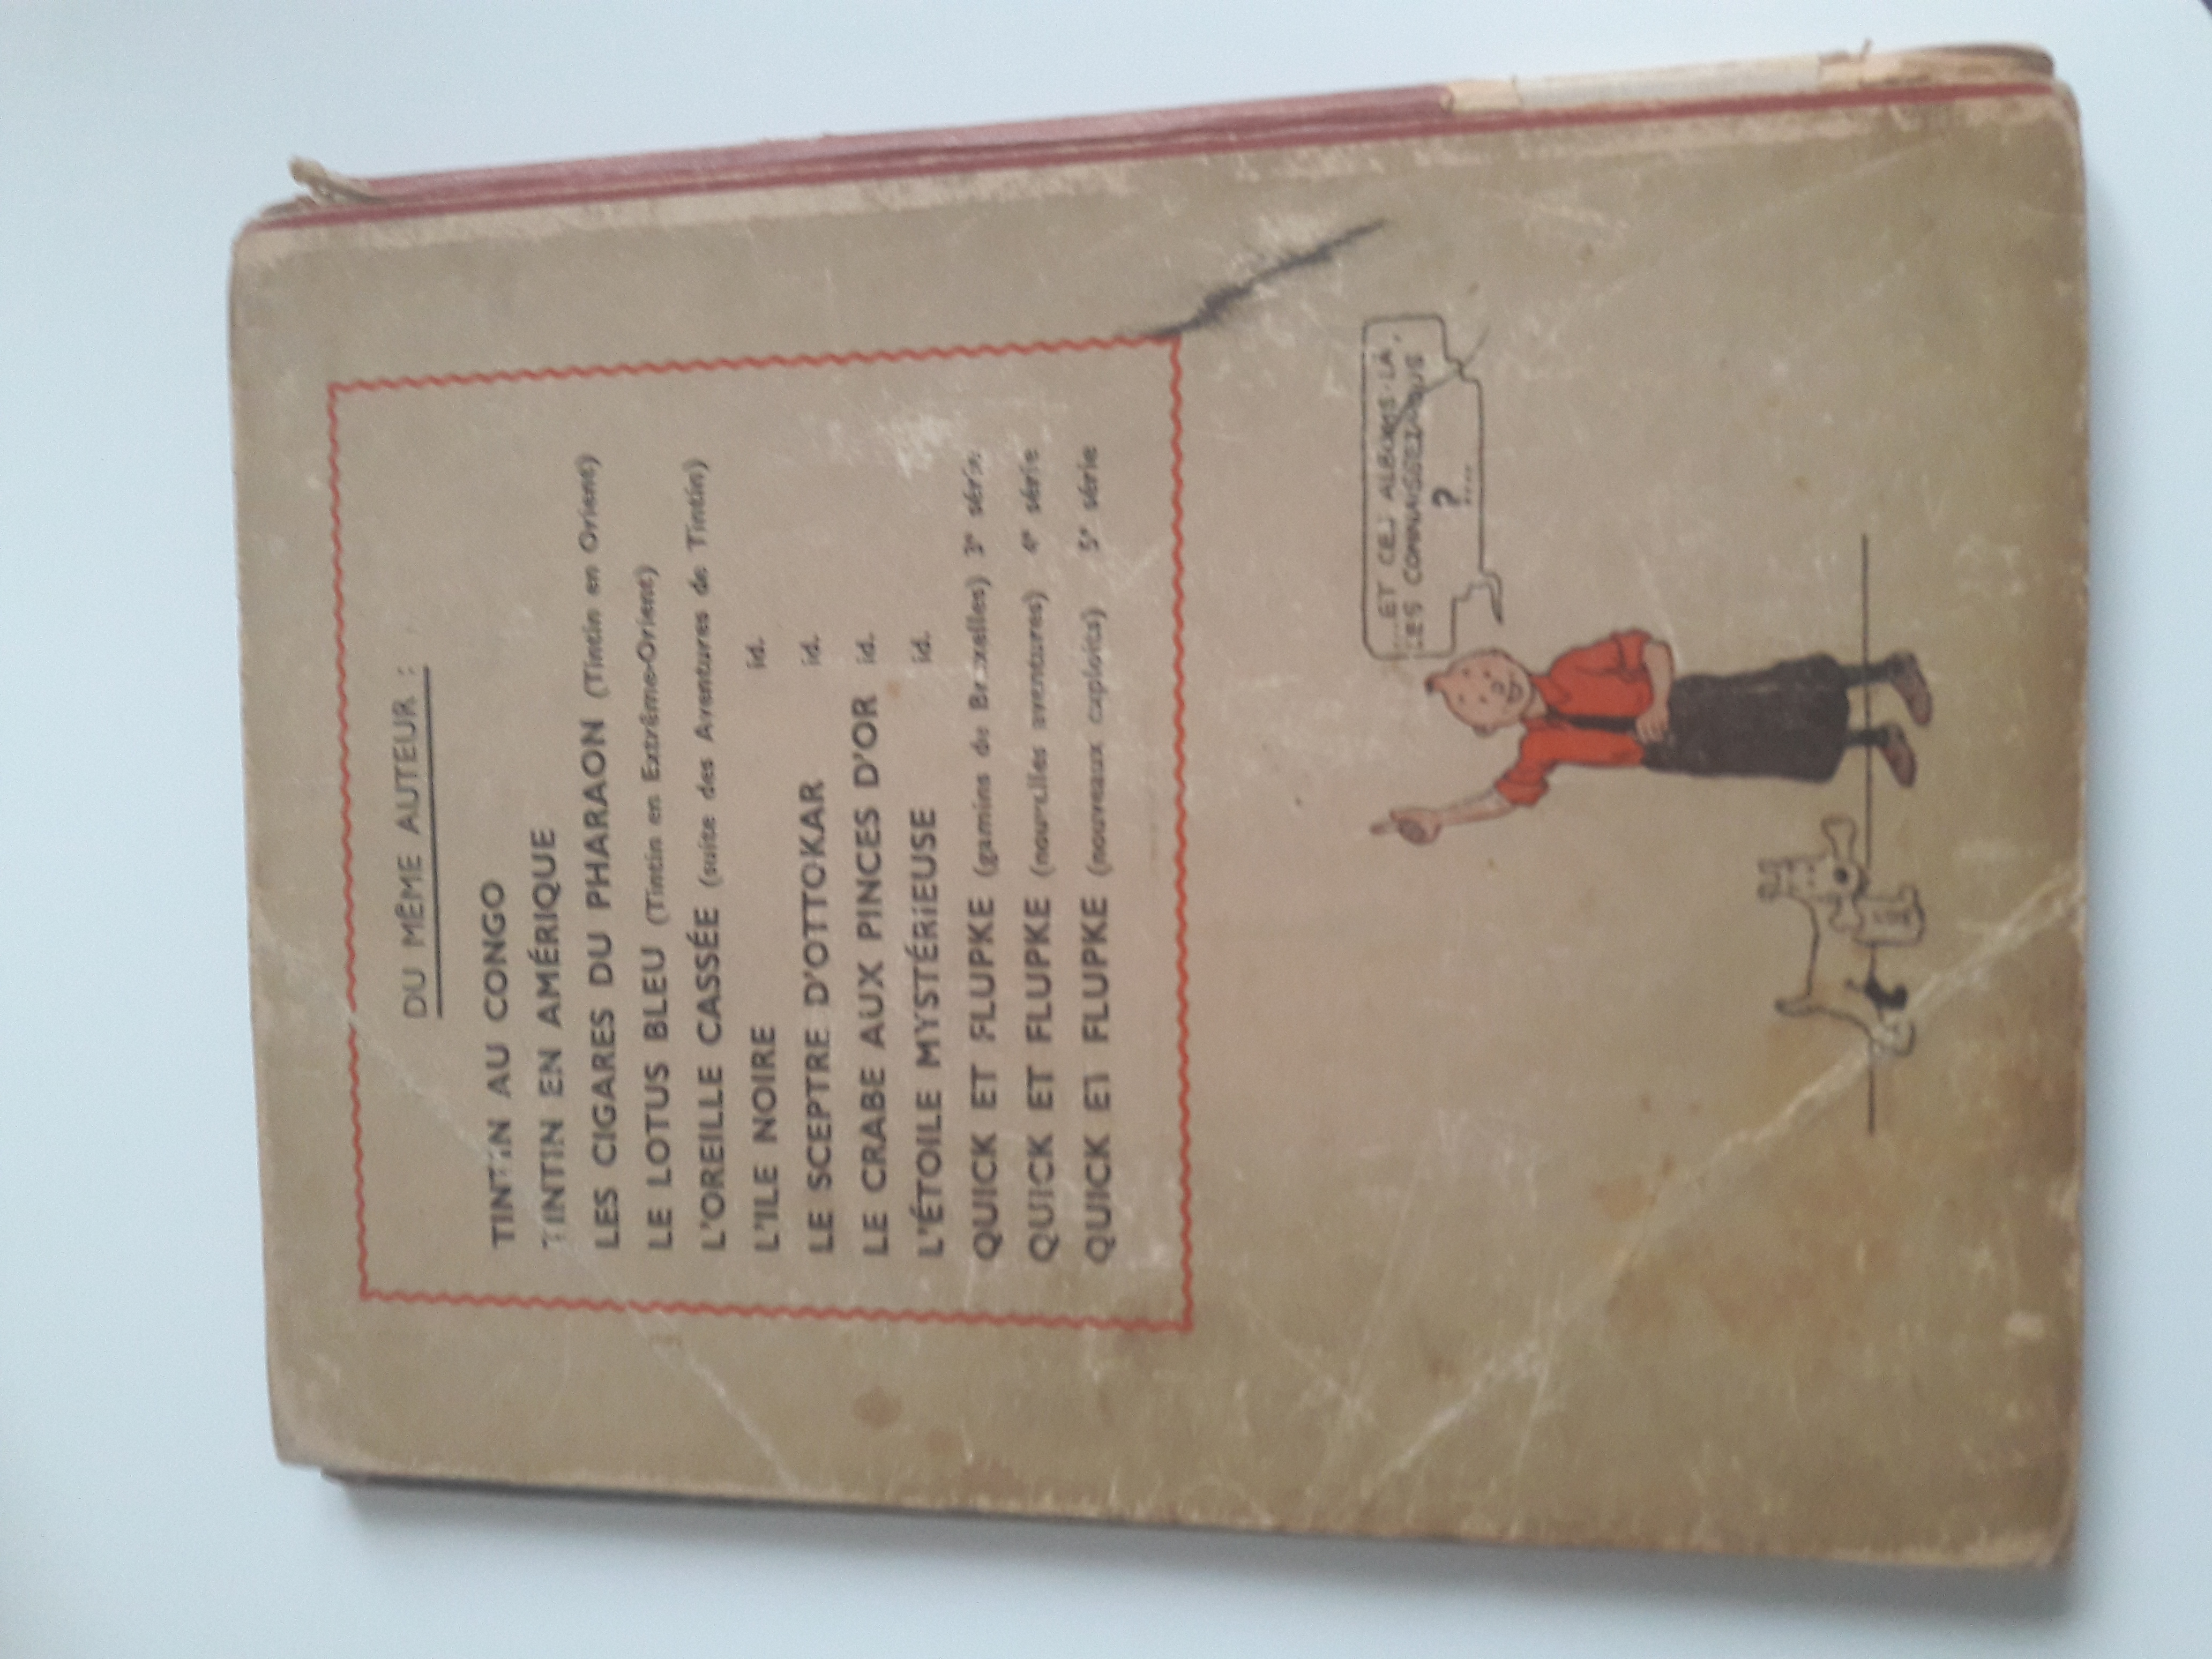 DU MÊME AUTEUR :
TINTIN AU CONGO
TINTIN EN AMÉRIQUE
LES CIGARES DU PHARAON (Tintin en Orient)
LE LOTUS BLEU (Tintin en Extrême-Orient)
L'OREILLE CASSÉE (suite des Aventures de Tintin)
L'ILE NOIRE id.
LE SCEPTRE D'OTTOKAR id.
LE CRABE AUX PINCES D'OR id.
L'ÉTOILE MYSTÉRIEUSE id.
QUICK ET FLUPKE (gamins de Bruxelles) 3e série
QUICK ET FLUPKE (nouvelles aventures) 4e série
QUICK ET FLUPKE (nouveaux exploits) 5e série
...ET CES ALBUMS-LÀ,
LES CONNAISSEZ-VOUS
?....